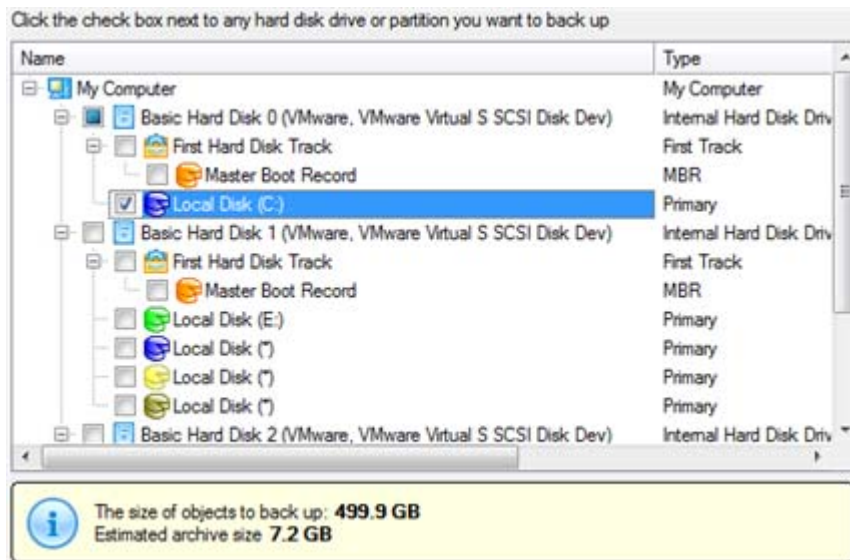 Click the check box next to any hard disk drive or partition you want to back up
Name Type
My Computer My Computer
Basic Hard Disk 0 (VMware, VMware Virtual S SCSI Disk Dev) Internal Hard Disk Driv
First Hard Disk Track First Track
Master Boot Record MBR
Local Disk (C:) Primary
Basic Hard Disk 1 (VMware, VMware Virtual S SCSI Disk Dev) Internal Hard Disk Driv
First Hard Disk Track First Track
Master Boot Record MBR
Local Disk (E:) Primary
Local Disk (*) Primary
Local Disk (*) Primary
Local Disk (*) Primary
Basic Hard Disk 2 (VMware, VMware Virtual S SCSI Disk Dev) Internal Hard Disk Driv
The size of objects to back up: 499.9 GB
Estimated archive size 7.2 GB